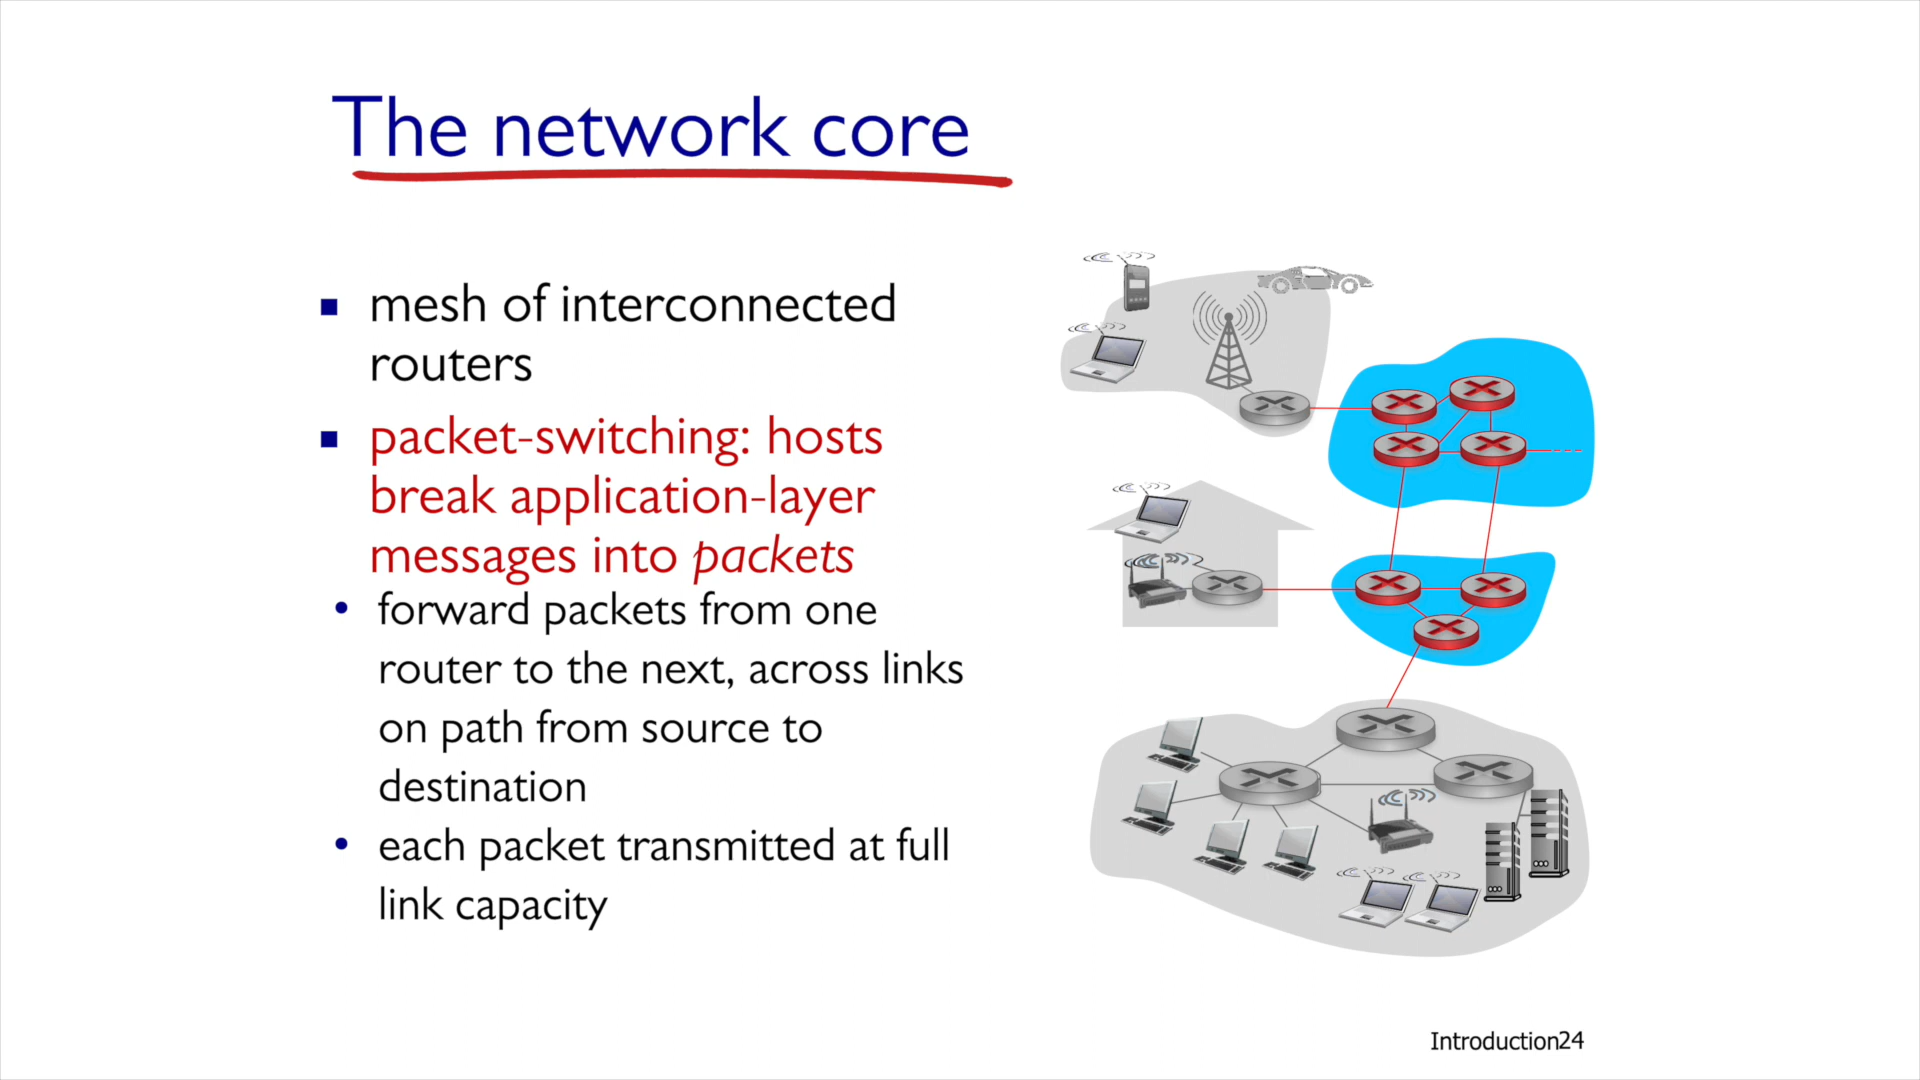 The network core
mesh of interconnected
routers
packet-switching: hosts
break application-layer
messages into packets
forward packets from one
router to the next, across links
on path from source to
destination
each packet transmitted at full
link capacity
Introduction24